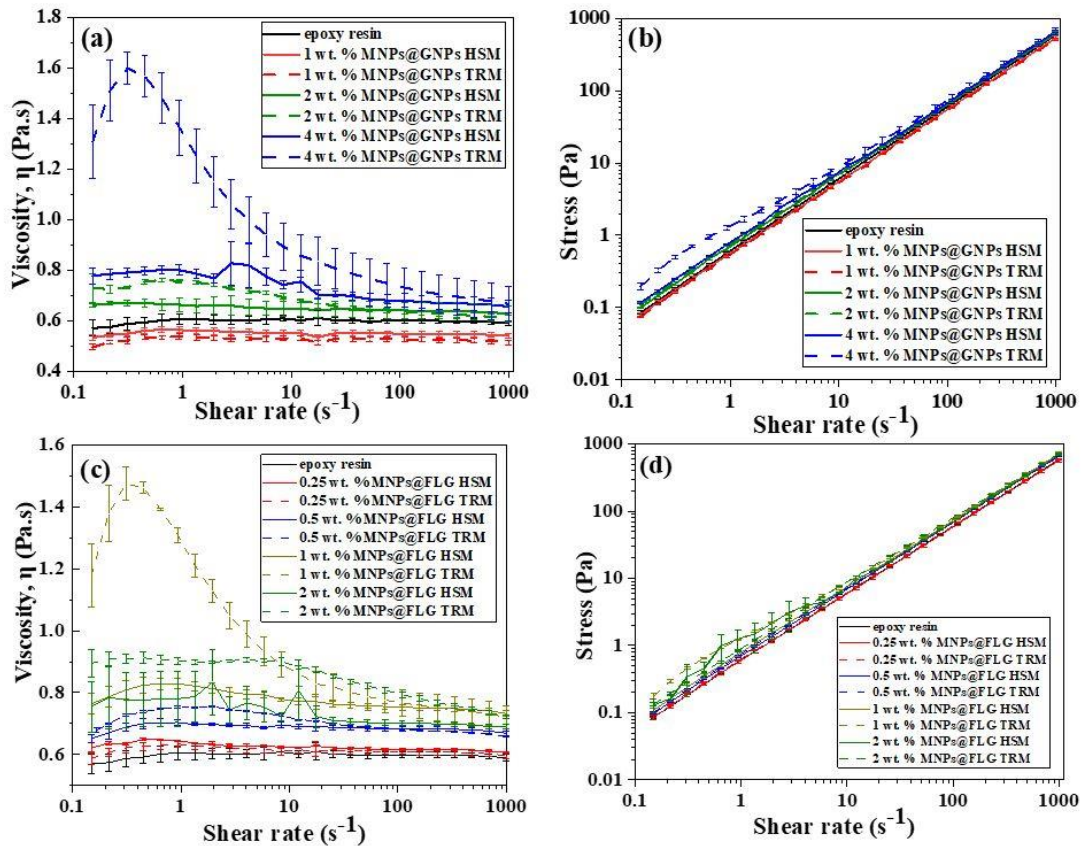 (a)
epoxy resin
1 wt. % MNPs@GNPs HSM
1 wt. % MNPs@GNPs TRM
2 wt. % MNPs@GNPs HSM
2 wt. % MNPs@GNPs TRM
4 wt. % MNPs@GNPs HSM
4 wt. % MNPs@GNPs TRM
Viscosity, η (Pa.s)
1.8
1.6
1.4
1.2
1.0
0.8
0.6
0.4
0.1
1
10
100
1000
Shear rate (s⁻¹)
(b)
epoxy resin
1 wt. % MNPs@GNPs HSM
1 wt. % MNPs@GNPs TRM
2 wt. % MNPs@GNPs HSM
2 wt. % MNPs@GNPs TRM
4 wt. % MNPs@GNPs HSM
4 wt. % MNPs@GNPs TRM
Stress (Pa)
1000
100
10
1
0.1
0.01
0.1
1
10
100
1000
Shear rate (s⁻¹)
(c)
epoxy resin
0.25 wt. % MNPs@FLG HSM
0.25 wt. % MNPs@FLG TRM
0.5 wt. % MNPs@FLG HSM
0.5 wt. % MNPs@FLG TRM
1 wt. % MNPs@FLG HSM
1 wt. % MNPs@FLG TRM
2 wt. % MNPs@FLG HSM
2 wt. % MNPs@FLG TRM
Viscosity, η (Pa.s)
1.6
1.4
1.2
1.0
0.8
0.6
0.1
1
10
100
1000
Shear rate (s⁻¹)
(d)
epoxy resin
0.25 wt. % MNPs@FLG HSM
0.25 wt. % MNPs@FLG TRM
0.5 wt. % MNPs@FLG HSM
0.5 wt. % MNPs@FLG TRM
1 wt. % MNPs@FLG HSM
1 wt. % MNPs@FLG TRM
2 wt. % MNPs@FLG HSM
2 wt. % MNPs@FLG TRM
Stress (Pa)
1000
100
10
1
0.1
0.01
0.1
1
10
100
1000
Shear rate (s⁻¹)